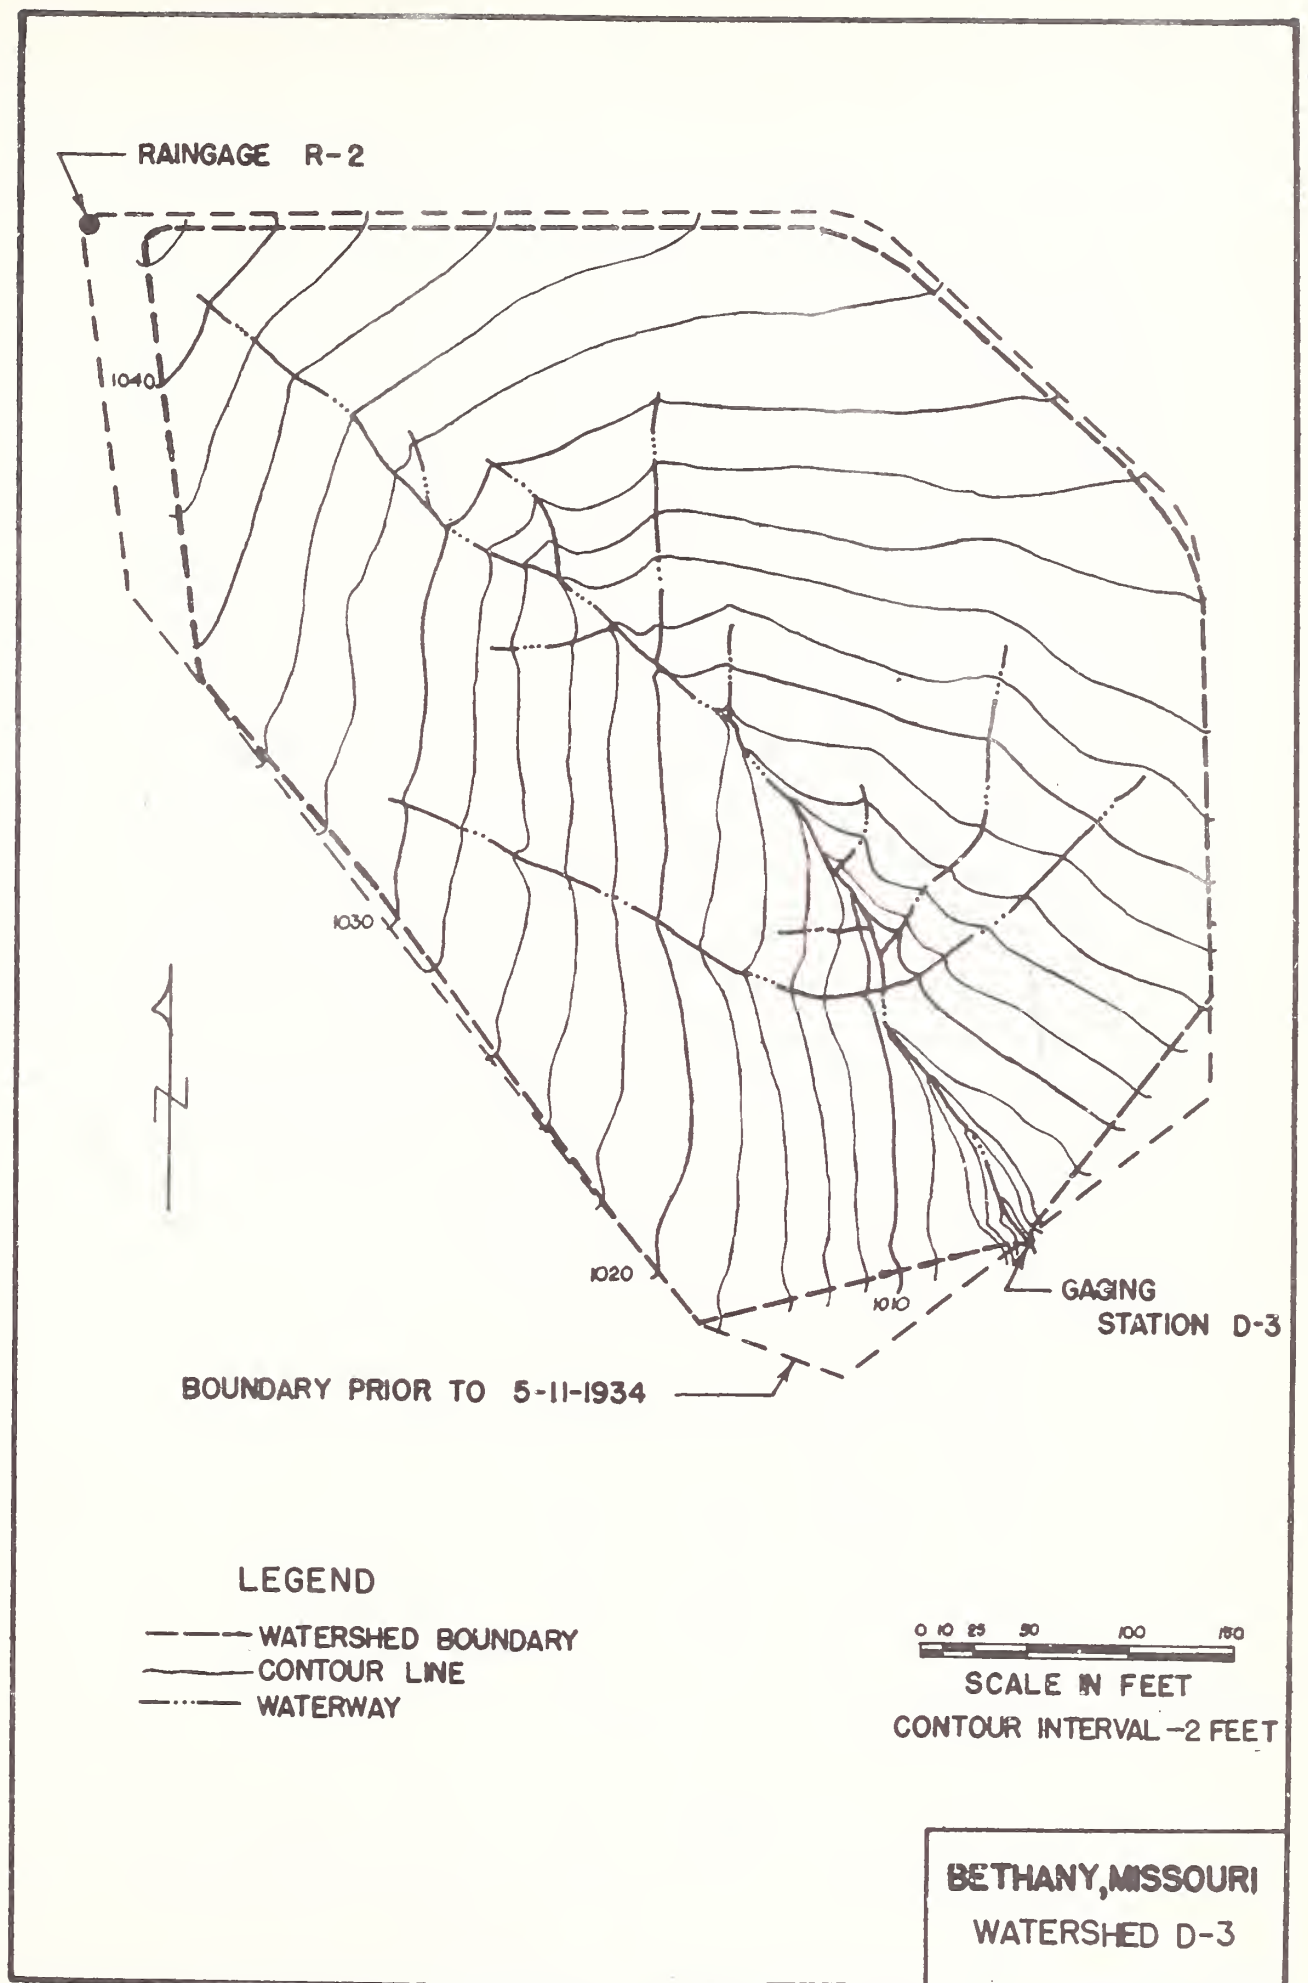 RAINGAGE R-2
1040
1030
N
1020
1010
GAGING
STATION D-3
BOUNDARY PRIOR TO 5-11-1934
LEGEND
WATERSHED BOUNDARY
CONTOUR LINE
WATERWAY
0 10 25 50 100 150
SCALE IN FEET
CONTOUR INTERVAL-2 FEET
BETHANY, MISSOURI
WATERSHED D-3